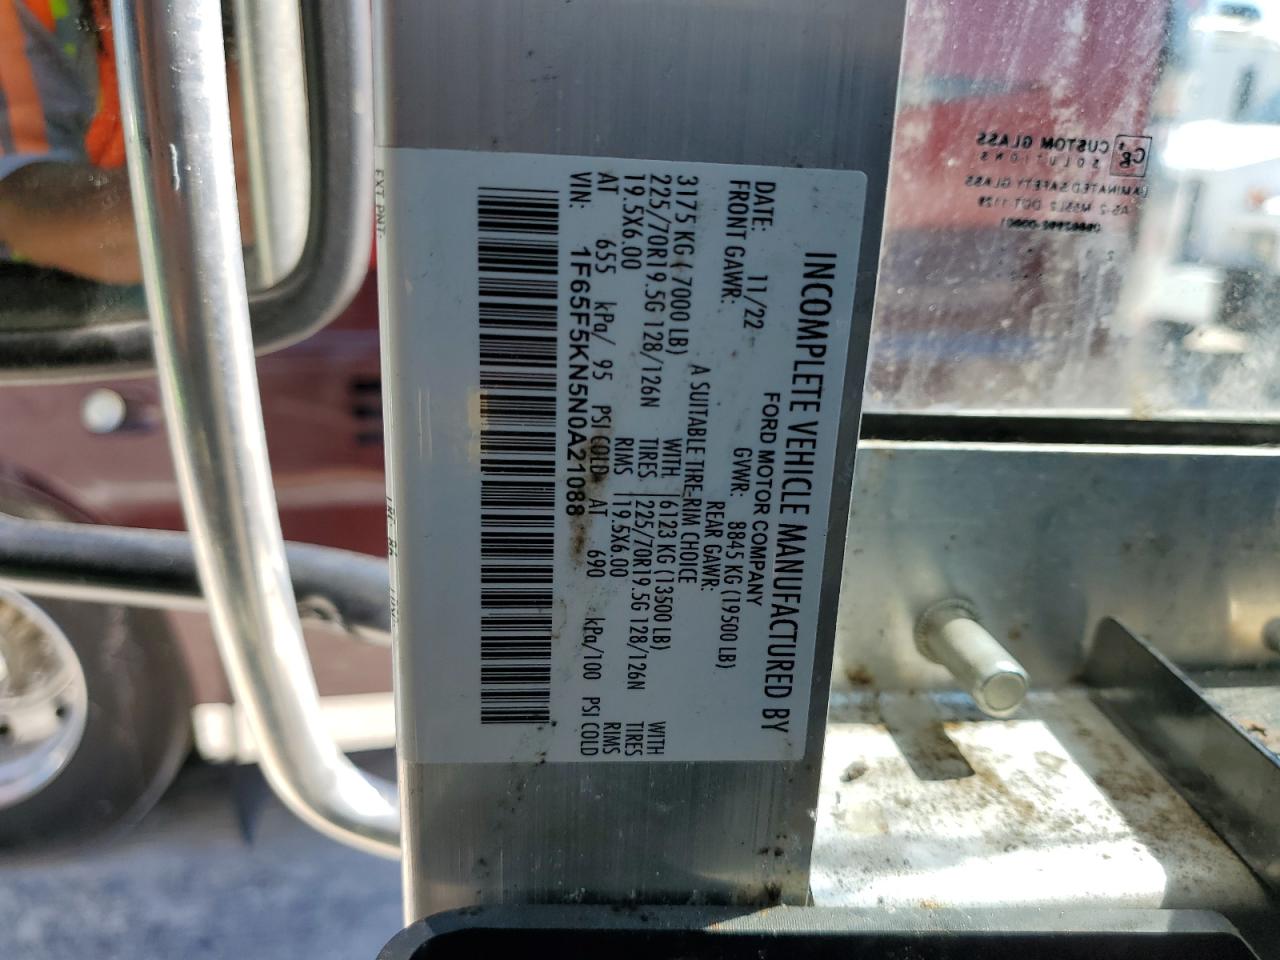 INCOMPLETE VEHICLE MANUFACTURED BY
FORD MOTOR COMPANY
DATE: 11/22 GVWR: 8845 KG (19500 LB)
FRONT GAWR: REAR GAWR:
A SUITABLE TIRE-RIM CHOICE
3175 KG (7000 LB) WITH 6123 KG (13500 LB) WITH
225/70R19.5G 128/126N TIRES 225/70R19.5G 128/126N TIRES
19.5X6.00 RIMS 19.5X6.00 RIMS
AT 655 kPa/ 95 PSI COLD AT 690 kPa/100 PSI COLD
VIN: 1F65F5KN5N0A21088
EXT PNT:
CGS
CUSTOM GLASS
SOLUTIONS
LAMINATED SAFETY GLASS